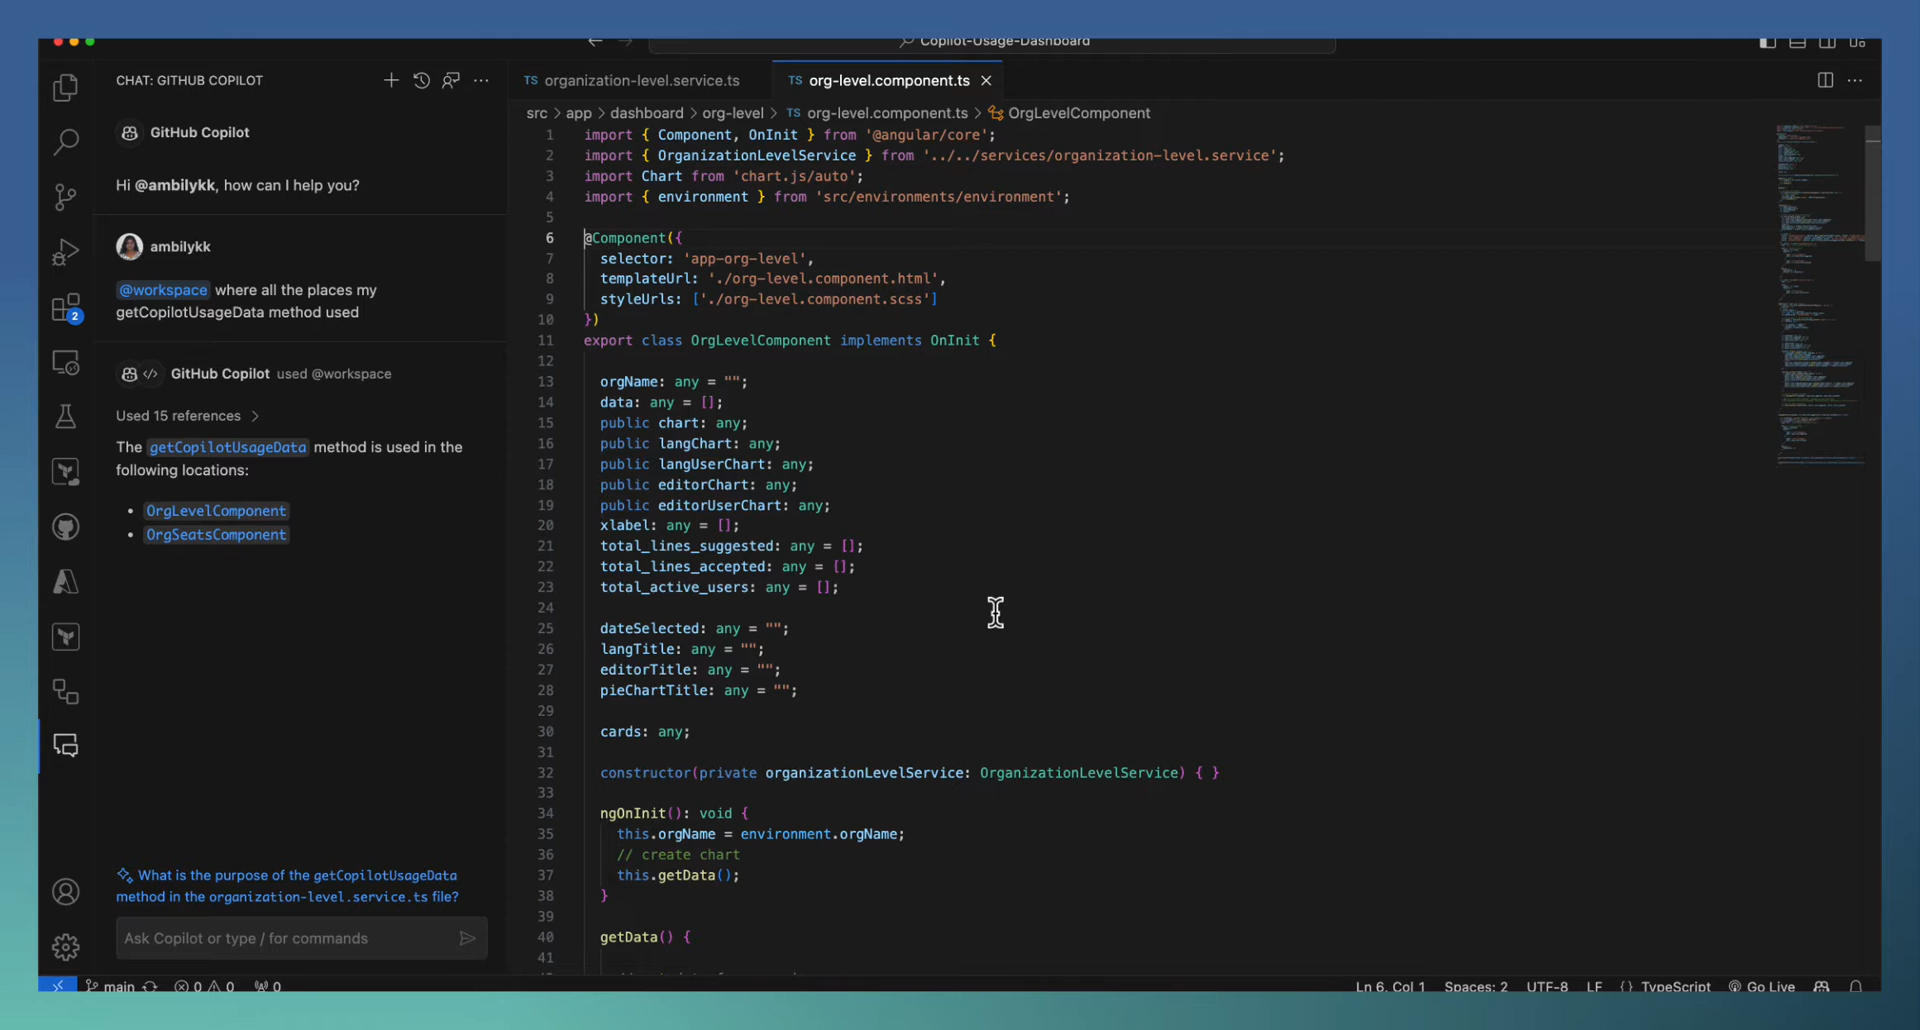 Copilot-Usage-Dashboard
CHAT: GITHUB COPILOT
GitHub Copilot
Hi @ambilykk, how can I help you?
ambilykk
@workspace where all the places my
getCopilotUsageData method used
2
GitHub Copilot used @workspace
Used 15 references
The getCopilotUsageData method is used in the
following locations:
• OrgLevelComponent
• OrgSeatsComponent
What is the purpose of the getCopilotUsageData
method in the organization-level.service.ts file?
Ask Copilot or type / for commands
TS organization-level.service.ts
TS org-level.component.ts
src > app > dashboard > org-level > TS org-level.component.ts > OrgLevelComponent
1 import { Component, OnInit } from '@angular/core';
2 import { OrganizationLevelService } from '../../services/organization-level.service';
3 import Chart from 'chart.js/auto';
4 import { environment } from 'src/environments/environment';
5
6 @Component({
7 selector: 'app-org-level',
8 templateUrl: './org-level.component.html',
9 styleUrls: ['./org-level.component.scss']
10 })
11 export class OrgLevelComponent implements OnInit {
12
13 orgName: any = "";
14 data: any = [];
15 public chart: any;
16 public langChart: any;
17 public langUserChart: any;
18 public editorChart: any;
19 public editorUserChart: any;
20 xlabel: any = [];
21 total_lines_suggested: any = [];
22 total_lines_accepted: any = [];
23 total_active_users: any = [];
24
25 dateSelected: any = "";
26 langTitle: any = "";
27 editorTitle: any = "";
28 pieChartTitle: any = "";
29
30 cards: any;
31
32 constructor(private organizationLevelService: OrganizationLevelService) { }
33
34 ngOnInit(): void {
35 this.orgName = environment.orgName;
36 // create chart
37 this.getData();
38 }
39
40 getData() {
41
main 0 0 0 Ln 6, Col 1 Spaces: 2 UTF-8 LF {} TypeScript Go Live